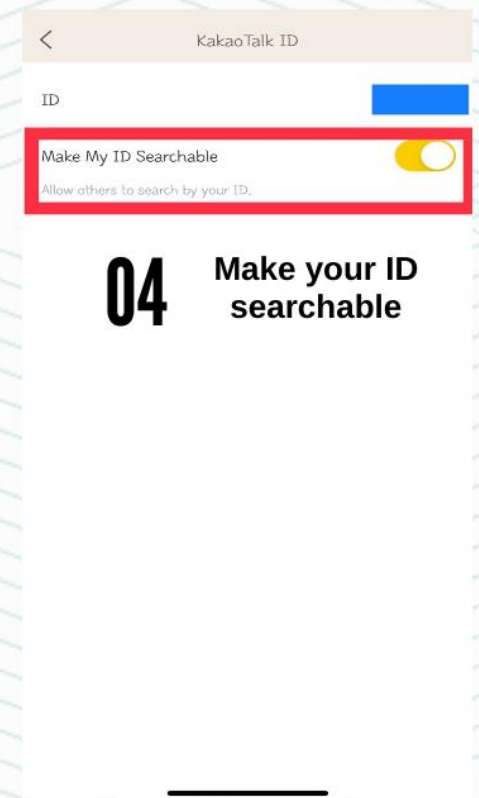 KakaoTalk ID
ID
Make My ID Searchable
Allow others to search by your ID.
04
Make your ID
searchable